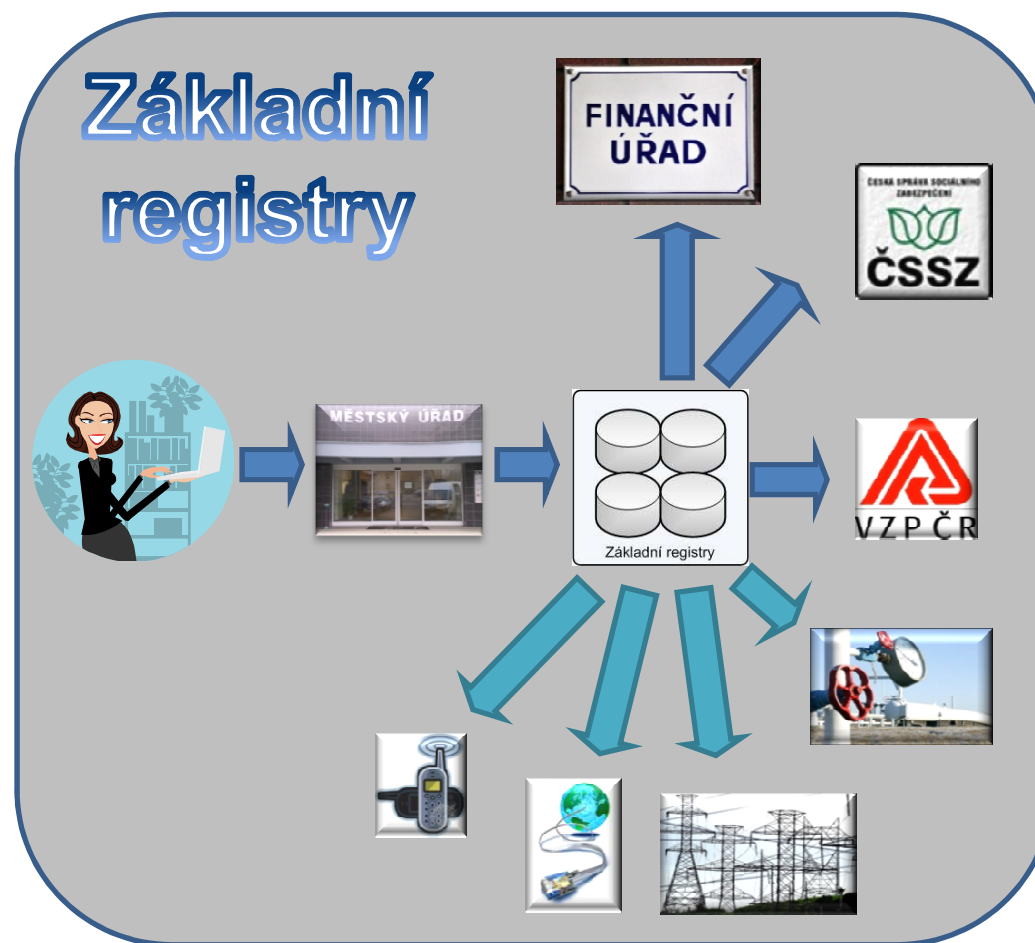 Základní
registry
FINANČNÍ
ÚŘAD
ČESKÁ SPRÁVA SOCIÁLNÍHO
ZABEZPEČENÍ
ČSSZ
MĚSTSKÝ ÚŘAD
Základní registry
VZP ČR